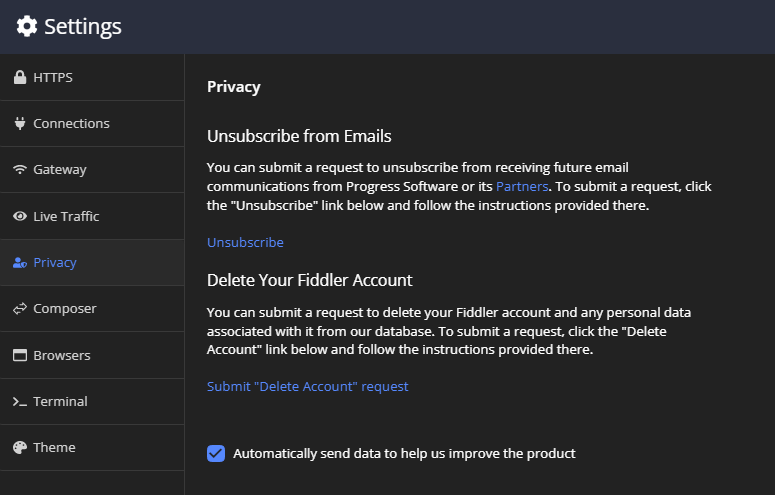 Settings
HTTPS
Connections
Gateway
Live Traffic
Privacy
Composer
Browsers
Terminal
Theme
Privacy
Unsubscribe from Emails
You can submit a request to unsubscribe from receiving future email
communications from Progress Software or its Partners. To submit a request, click
the "Unsubscribe" link below and follow the instructions provided there.
Unsubscribe
Delete Your Fiddler Account
You can submit a request to delete your Fiddler account and any personal data
associated with it from our database. To submit a request, click the "Delete
Account" link below and follow the instructions provided there.
Submit "Delete Account" request
Automatically send data to help us improve the product